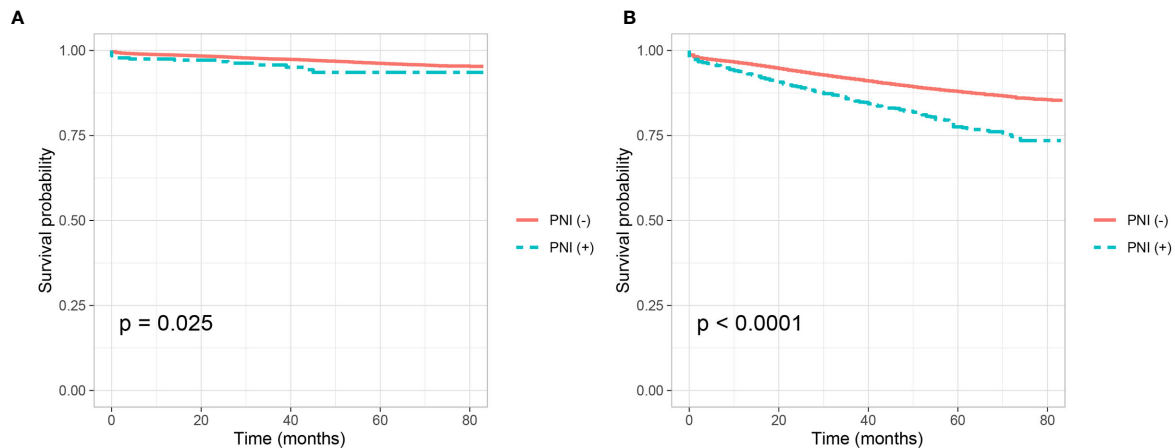 A
Survival probability
1.00
0.75
0.50
0.25
0.00
p = 0.025
0 20 40 60 80
Time (months)
PNI (-)
PNI (+)
B
Survival probability
1.00
0.75
0.50
0.25
0.00
p < 0.0001
0 20 40 60 80
Time (months)
PNI (-)
PNI (+)